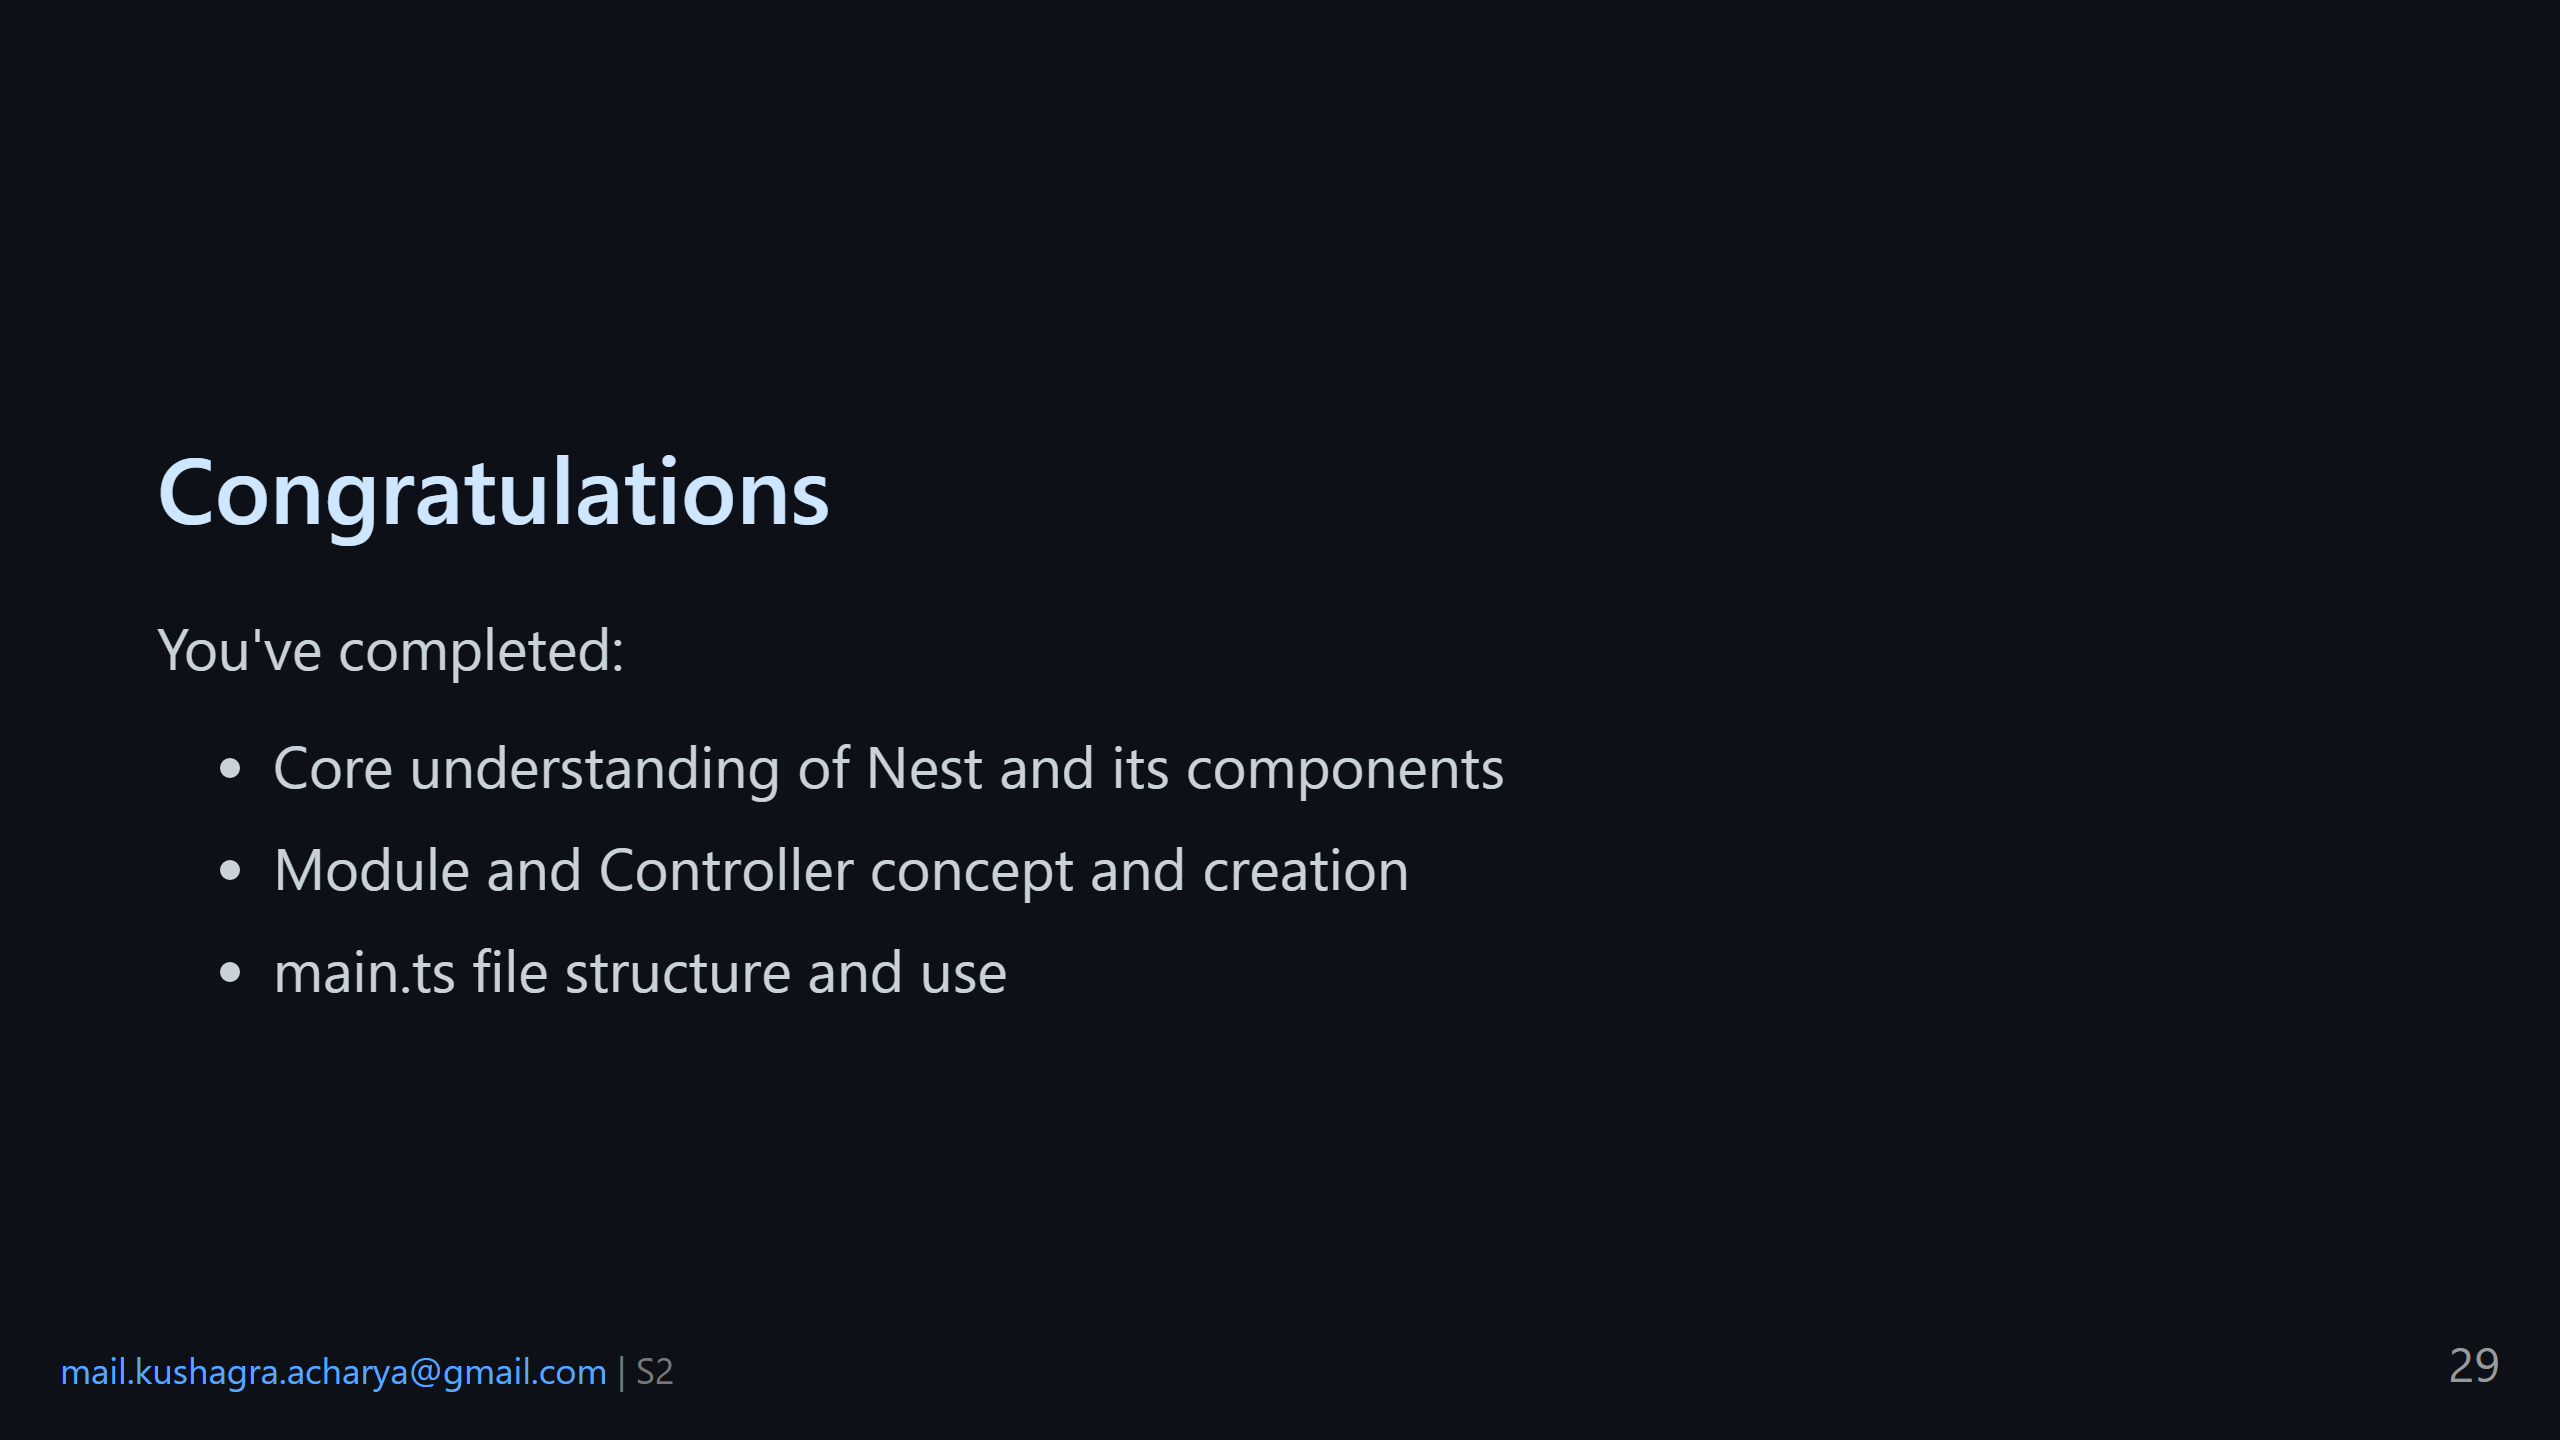 Congratulations
You've completed:
• Core understanding of Nest and its components
• Module and Controller concept and creation
• main.ts file structure and use
mail.kushagra.acharya@gmail.com | S2
29